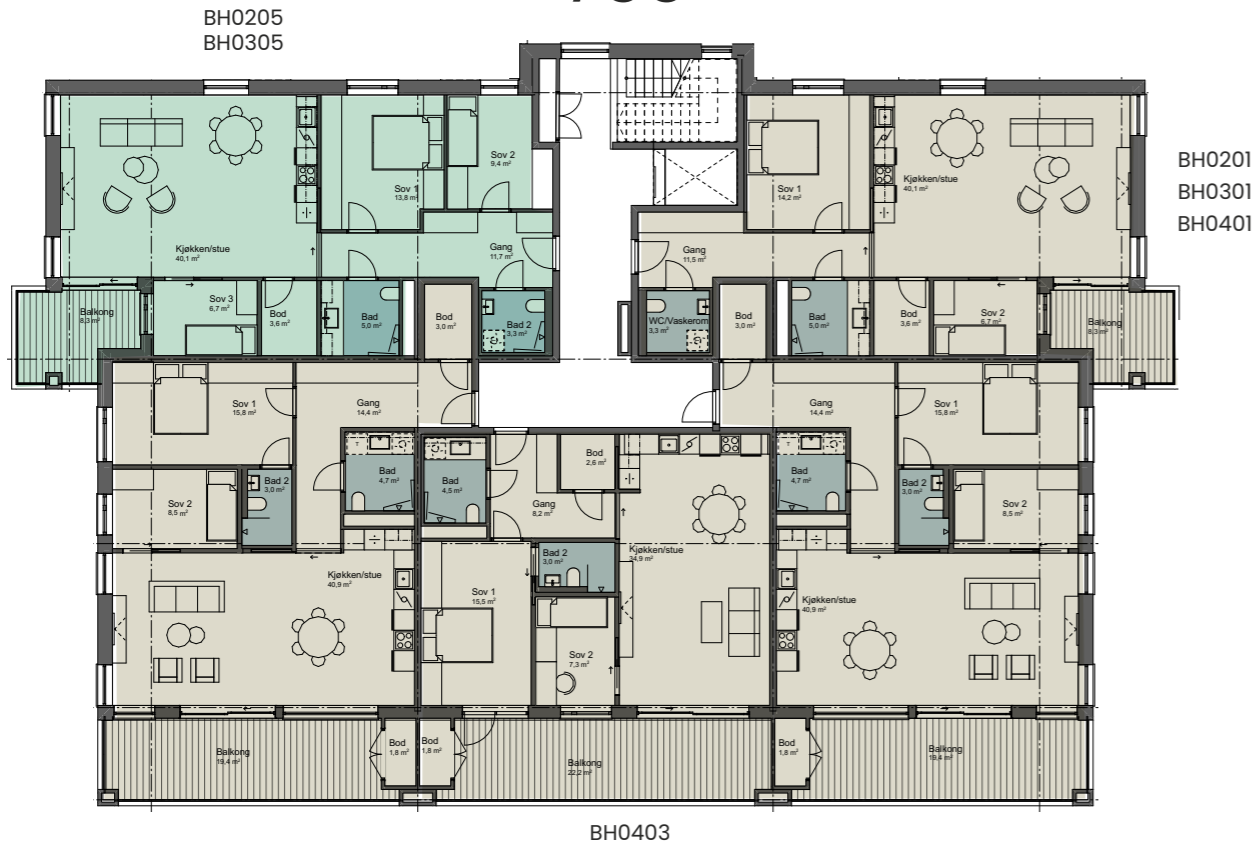 BH0205
BH0305
BH0201
BH0301
BH0401
Kjøkken/stue
40,1 m²
Sov 1
13,8 m²
Sov 2
9,4 m²
Gang
11,7 m²
Sov 3
6,7 m²
Bod
3,6 m²
Bad
5,0 m²
Bod
3,0 m²
Bad 2
3,3 m²
Balkong
8,3 m²
Sov 1
14,2 m²
Kjøkken/stue
40,1 m²
Gang
11,5 m²
WC/Vaskerom
3,3 m²
Bod
3,0 m²
Bad
5,0 m²
Bod
3,6 m²
Sov 2
6,7 m²
Balkong
8,3 m²
Sov 1
15,8 m²
Gang
14,4 m²
Sov 2
8,5 m²
Bad 2
3,0 m²
T
Bad
4,7 m²
Kjøkken/stue
40,9 m²
Balkong
19,4 m²
Bod
1,8 m²
Bad
4,5 m²
Gang
8,2 m²
Bod
2,6 m²
Bad 2
3,0 m²
Kjøkken/stue
34,9 m²
Sov 1
15,5 m²
Sov 2
7,3 m²
Bod
1,8 m²
Balkong
22,2 m²
Gang
14,4 m²
Sov 1
15,8 m²
T
Bad
4,7 m²
Bad 2
3,0 m²
Sov 2
8,5 m²
Kjøkken/stue
40,9 m²
Bod
1,8 m²
Balkong
19,4 m²
BH0403